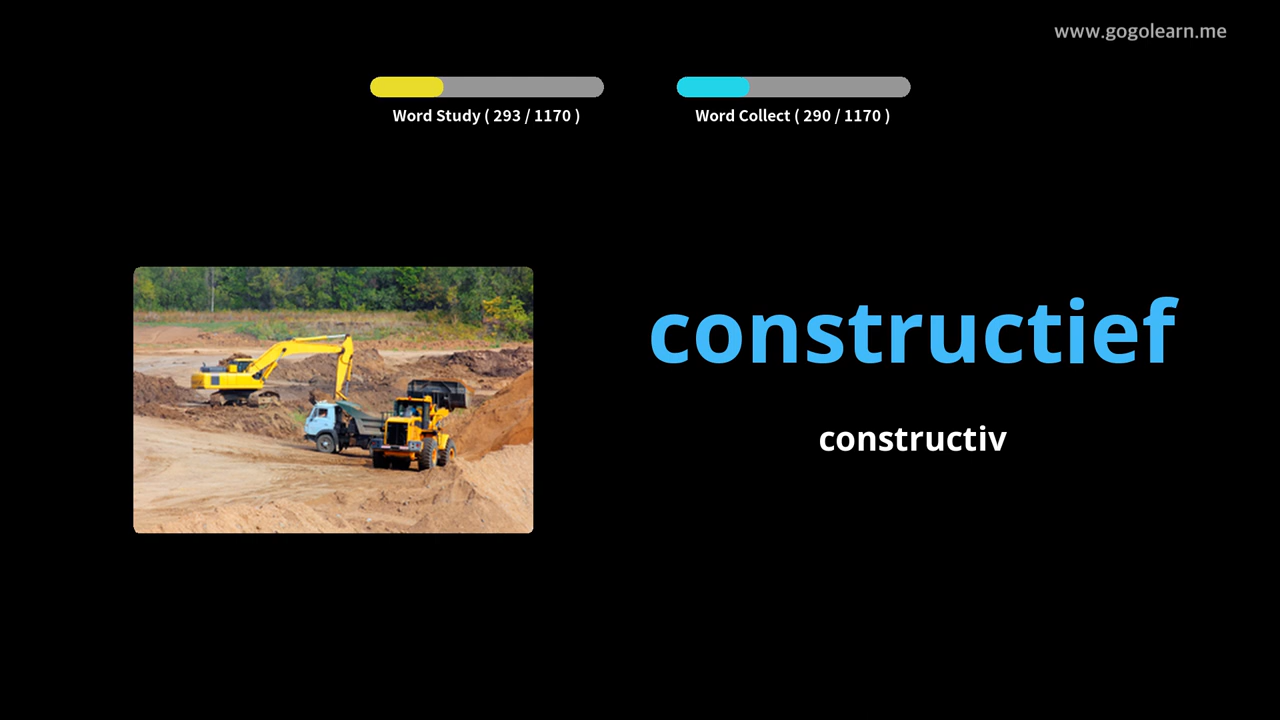 www.gogolearn.me
Word Study ( 293 / 1170 )
Word Collect ( 290 / 1170 )
constructief
constructiv